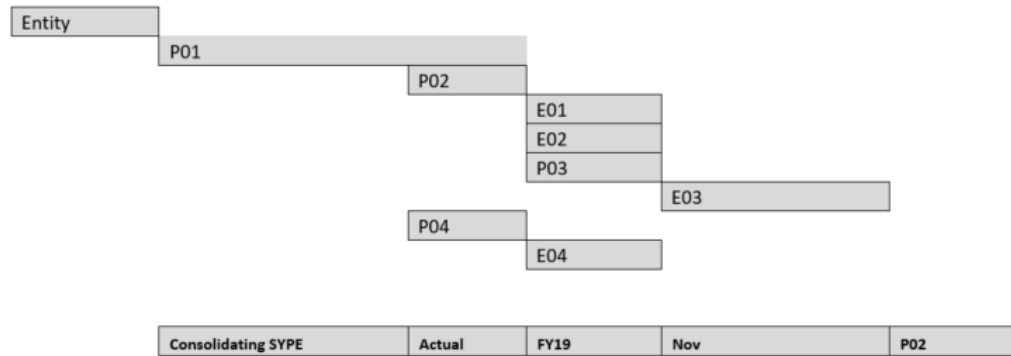 Entity
P01
P02
E01
E02
P03
E03
P04
E04
Consolidating SYPE Actual FY19 Nov P02